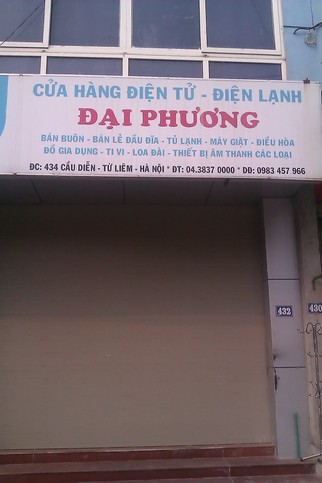 CỬA HÀNG ĐIỆN TỬ - ĐIỆN LẠNH
ĐẠI PHƯƠNG
BÁN BUÔN - BÁN LẺ ĐẦU ĐĨA - TỦ LẠNH - MÁY GIẶT - ĐIỀU HÒA
ĐỒ GIA DỤNG - TI VI - LOA ĐÀI - THIẾT BỊ ÂM THANH CÁC LOẠI
ĐC: 434 CẦU DIỄN - TỪ LIÊM - HÀ NỘI * ĐT: 04.3837 0000 * DĐ: 0983 457 966
432
430